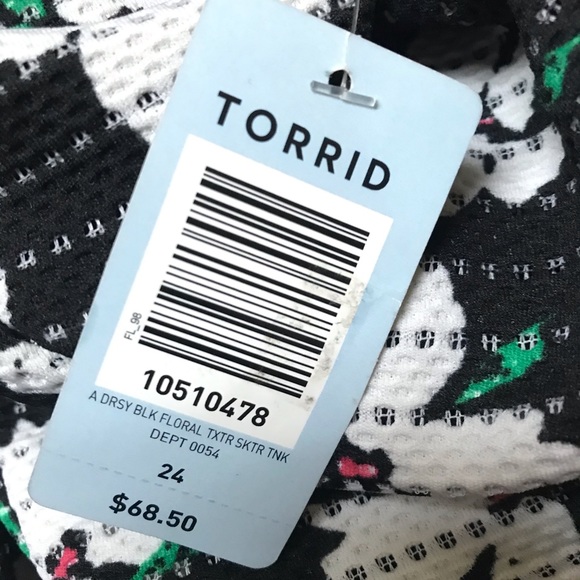 TORRID
FL_98
10510478
A DRSY BLK FLORAL TXTR SKTR TNK
DEPT 0054
24
$68.50